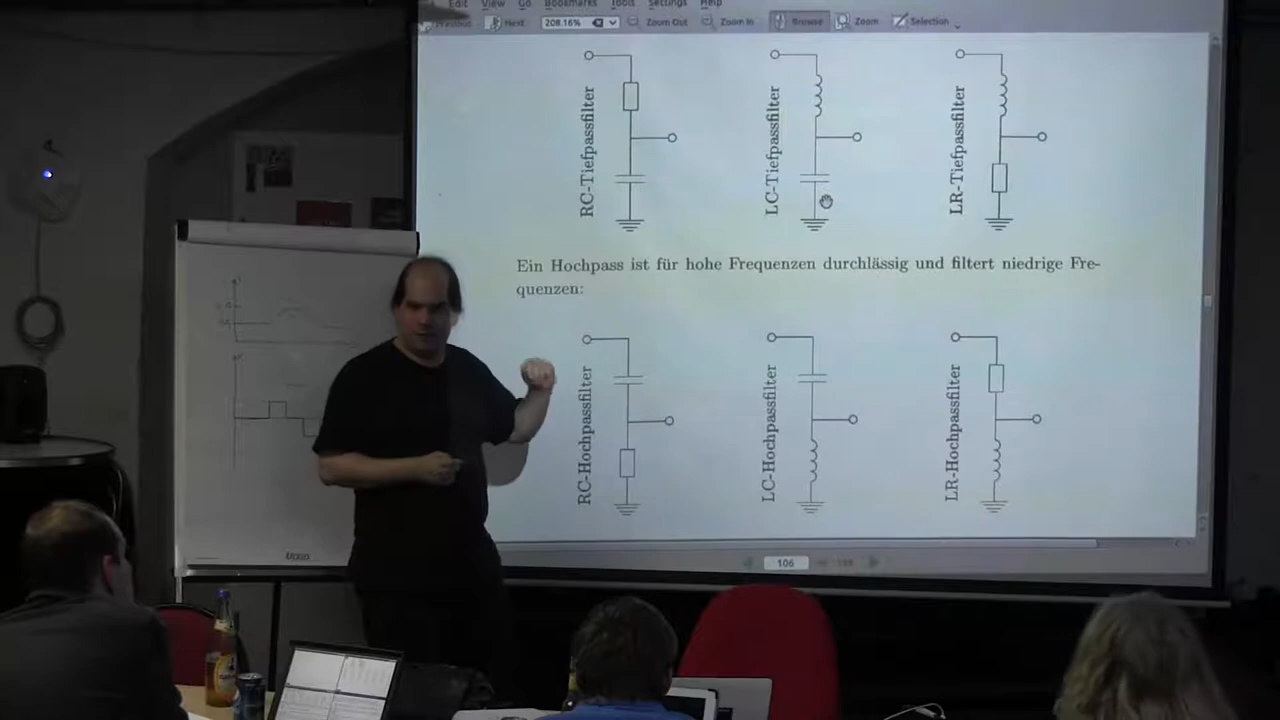 Edit View Go Bookmarks Tools Settings Help
Previous Next 208.16% Zoom Out Zoom In Browse Zoom Selection
RC-Tiefpassfilter
LC-Tiefpassfilter
LR-Tiefpassfilter
Ein Hochpass ist für hohe Frequenzen durchlässig und filtert niedrige Fre-
quenzen:
RC-Hochpassfilter
LC-Hochpassfilter
LR-Hochpassfilter
106